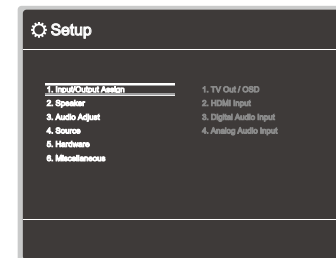 Setup
1. Input/Output Assign
2. Speaker
3. Audio Adjust
4. Source
5. Hardware
6. Miscellaneous
1. TV Out / OSD
2. HDMI Input
3. Digital Audio Input
4. Analog Audio Input